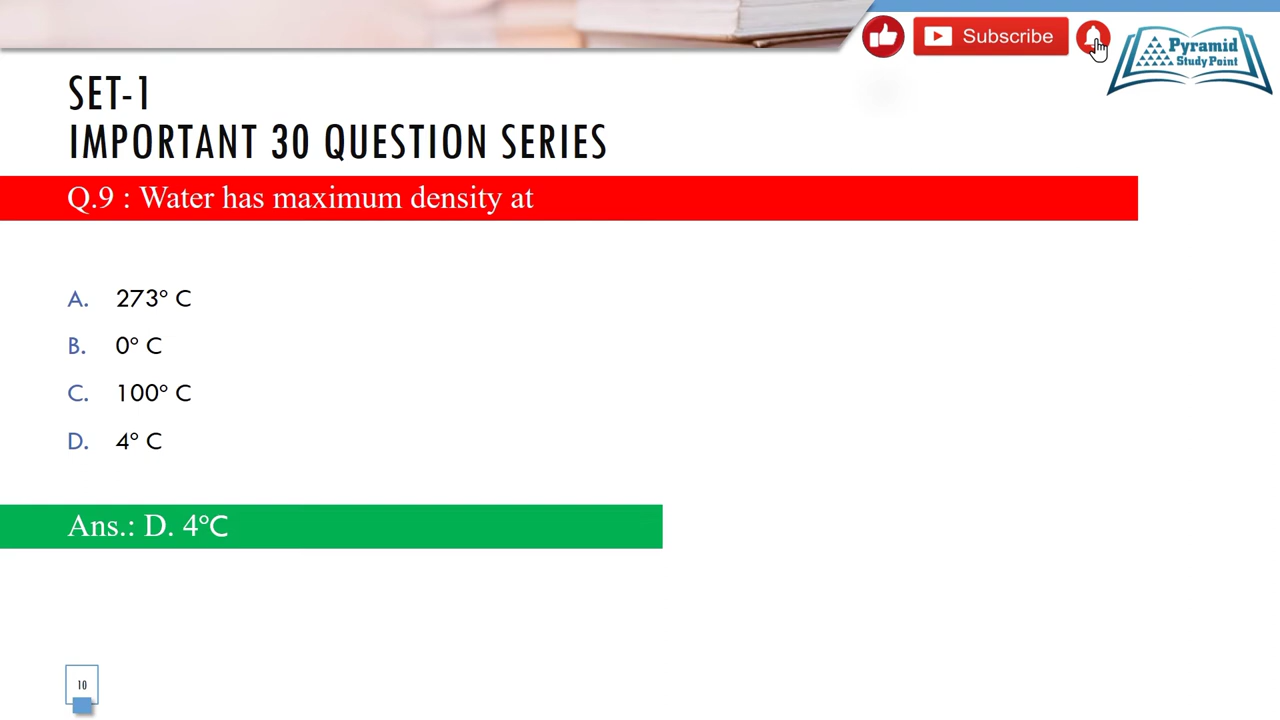 Subscribe
Pyramid
Study Point
SET-1
IMPORTANT 30 QUESTION SERIES
Q.9 : Water has maximum density at
A. 273° C
B. 0° C
C. 100° C
D. 4° C
Ans.: D. 4°C
10